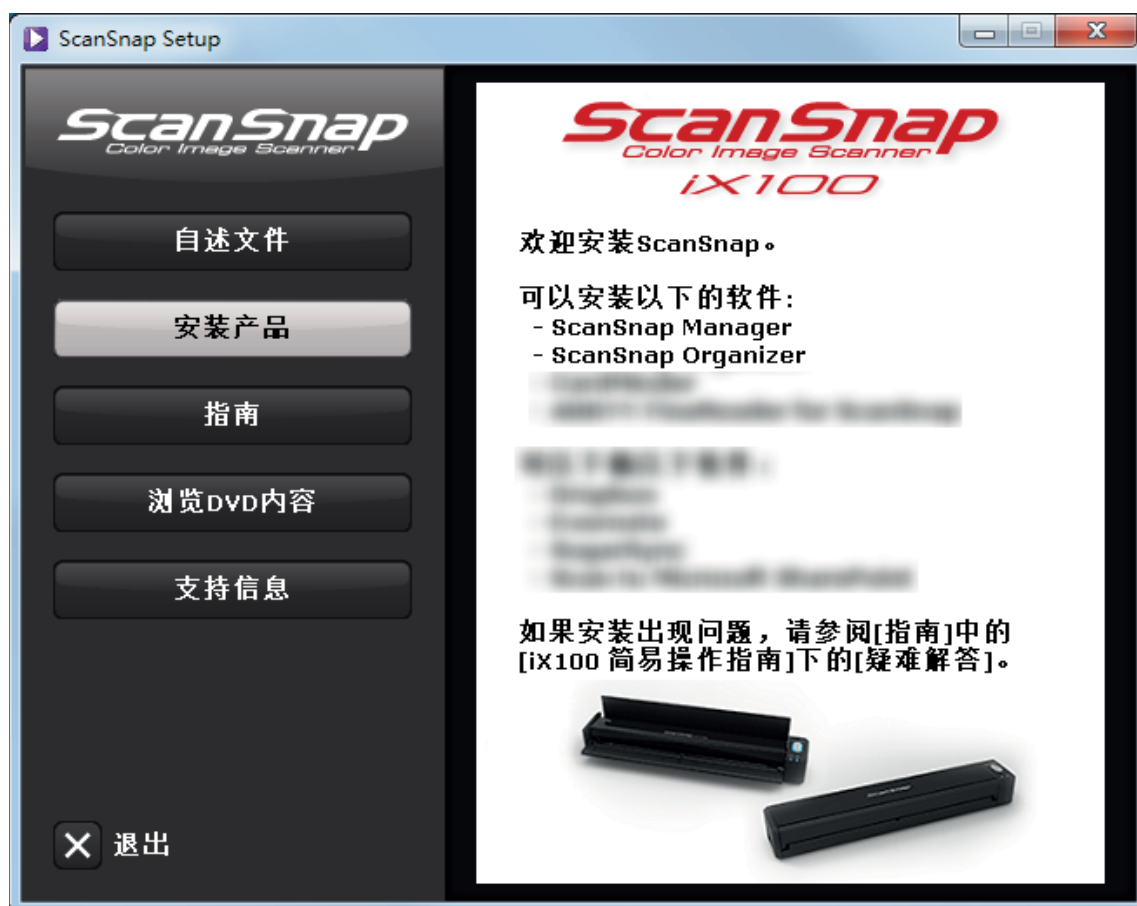 ScanSnap Setup
ScanSnap
Color Image Scanner
自述文件
安装产品
指南
浏览DVD内容
支持信息
退出
ScanSnap
Color Image Scanner
iX100
欢迎安装ScanSnap。
可以安装以下的软件:
- ScanSnap Manager
- ScanSnap Organizer
如果安装出现问题，请参阅[指南]中的
[iX100 简易操作指南]下的[疑难解答]。